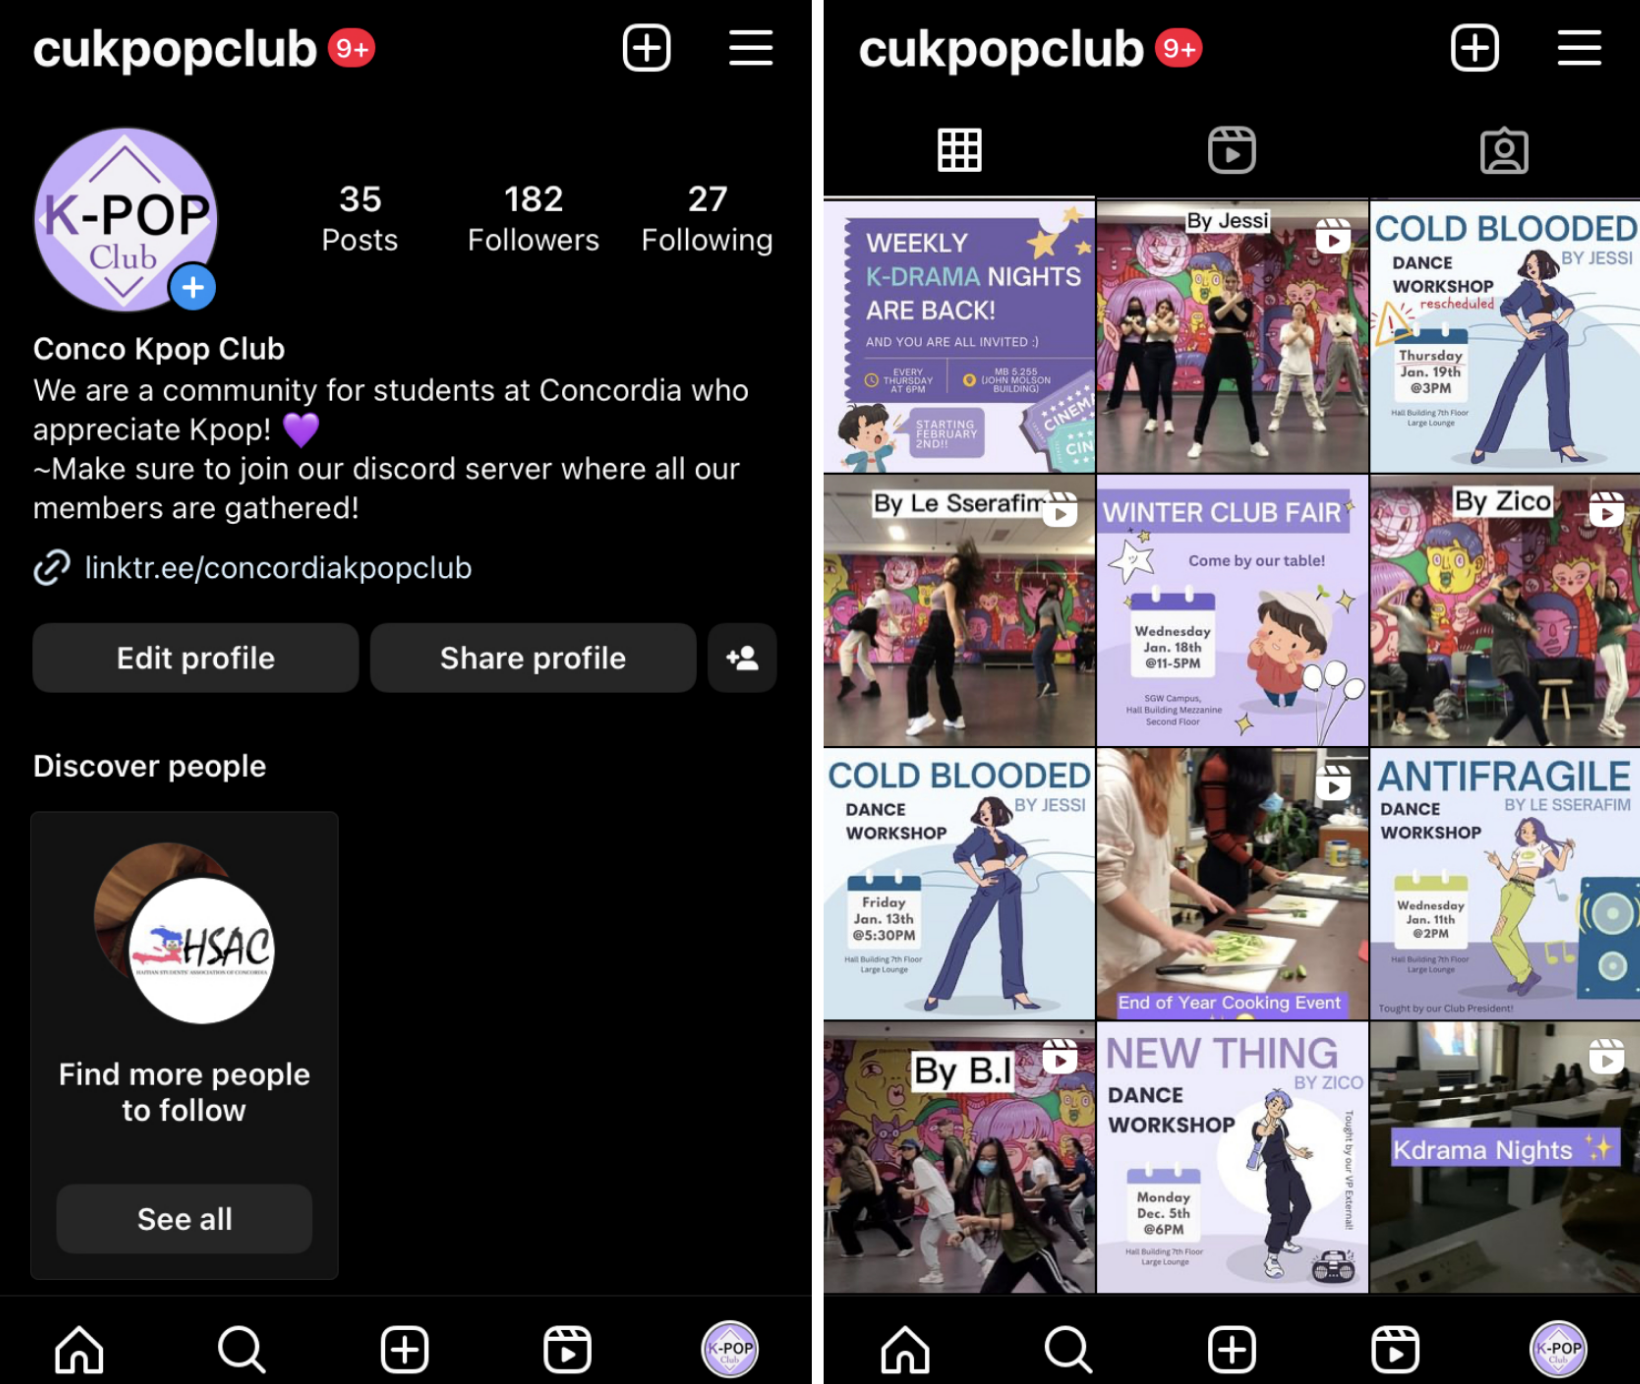 cukpopclub 9+
K-POP
Club
35
Posts
182
Followers
27
Following
Conco Kpop Club
We are a community for students at Concordia who
appreciate Kpop! 💜
~Make sure to join our discord server where all our
members are gathered!
linktr.ee/concordiakpopclub
Edit profile
Share profile
Discover people
HSAC
HAITIAN STUDENTS' ASSOCIATION OF CONCORDIA
Find more people
to follow
See all
K-POP
Club
cukpopclub 9+
WEEKLY
K-DRAMA NIGHTS
ARE BACK!
AND YOU ARE ALL INVITED :)
EVERY
THURSDAY
AT 6PM
MB 5.255
(JOHN MOLSON
BUILDING)
STARTING
FEBRUARY
2ND!!
CINEMA
CIN
By Jessi
COLD BLOODED
BY JESSI
DANCE
WORKSHOP
rescheduled
Thursday
Jan. 19th
@3PM
Hall Building 7th Floor
Large Lounge
By Le Sserafim
WINTER CLUB FAIR
Come by our table!
Wednesday
Jan. 18th
@11-5PM
SGW Campus,
Hall Building Mezzanine
Second Floor
By Zico
COLD BLOODED
BY JESSI
DANCE
WORKSHOP
Friday
Jan. 13th
@5:30PM
Hall Building 7th Floor
Large Lounge
End of Year Cooking Event
ANTIFRAGILE
BY LE SSERAFIM
DANCE
WORKSHOP
Wednesday
Jan. 11th
@2PM
Hall Building 7th Floor
Large Lounge
Tought by our Club President!
By B.I
NEW THING
BY ZICO
DANCE
WORKSHOP
Tought by our VP External!
Monday
Dec. 5th
@6PM
Hall Building 7th Floor
Large Lounge
Kdrama Nights ✨
K-POP
Club